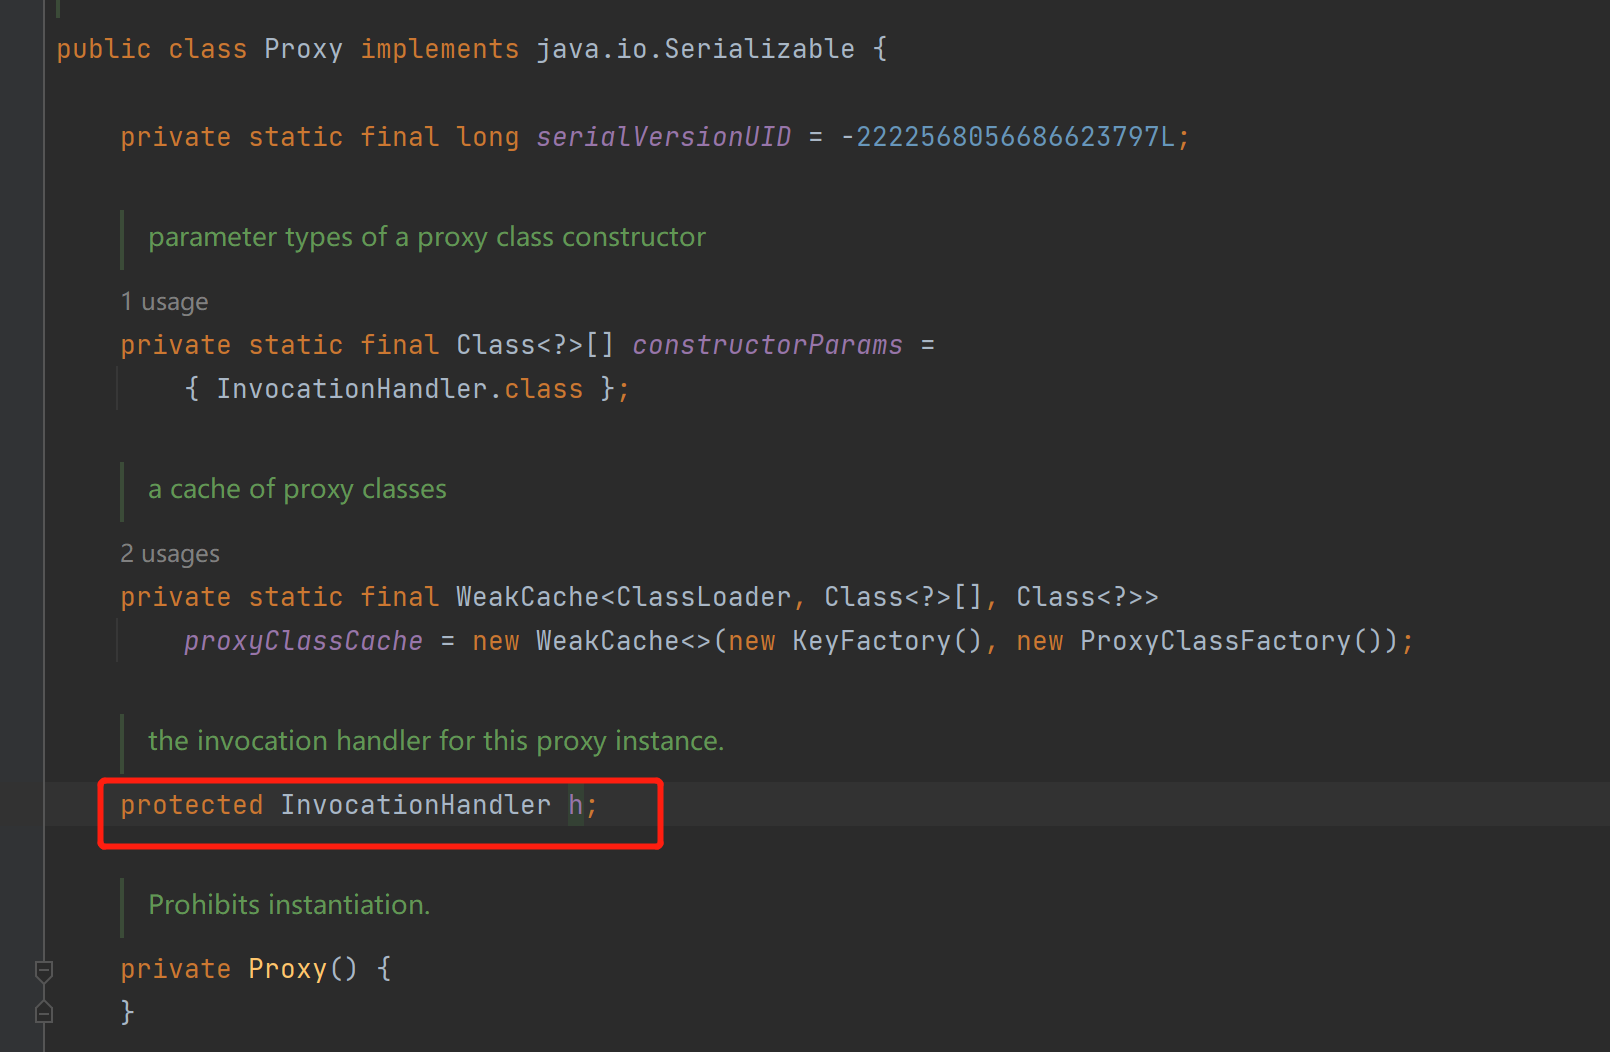 public class Proxy implements java.io.Serializable {
private static final long serialVersionUID = -2222568056686623797L;
parameter types of a proxy class constructor
1 usage
private static final Class<?>[] constructorParams =
{ InvocationHandler.class };
a cache of proxy classes
2 usages
private static final WeakCache<ClassLoader, Class<?>[], Class<?>>
proxyClassCache = new WeakCache<>(new KeyFactory(), new ProxyClassFactory());
the invocation handler for this proxy instance.
protected InvocationHandler h;
Prohibits instantiation.
private Proxy() {
}